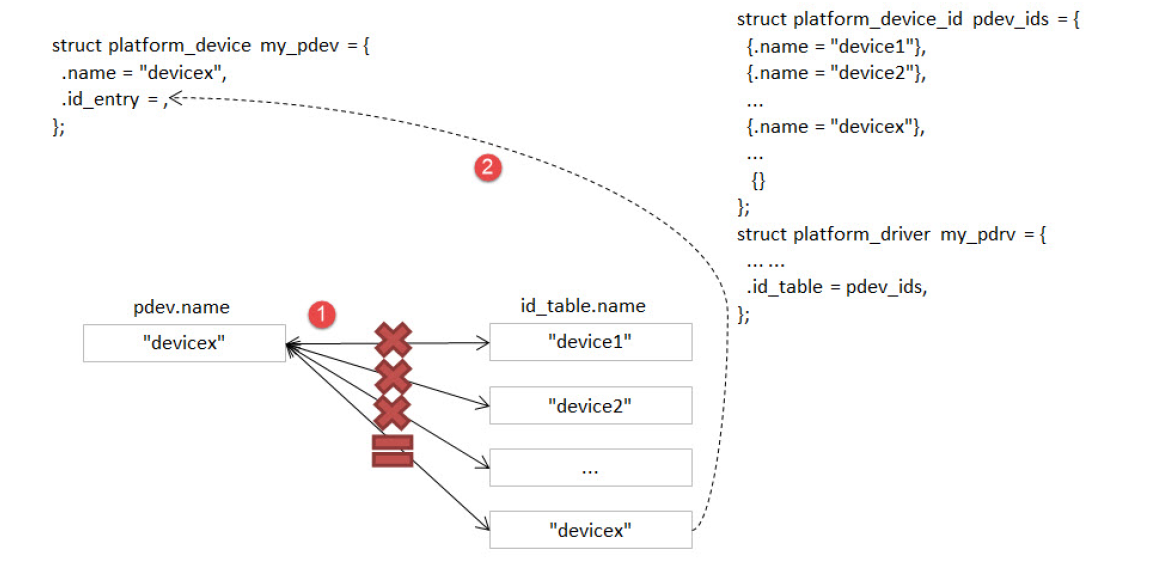 struct platform_device my_pdev = {
.name = "devicex",
.id_entry = ,
};
struct platform_device_id pdev_ids = {
{.name = "device1"},
{.name = "device2"},
...
{.name = "devicex"},
...
{}
};
struct platform_driver my_pdrv = {
... ...
.id_table = pdev_ids,
};
2
pdev.name
1
id_table.name
"devicex"
"device1"
"device2"
...
"devicex"